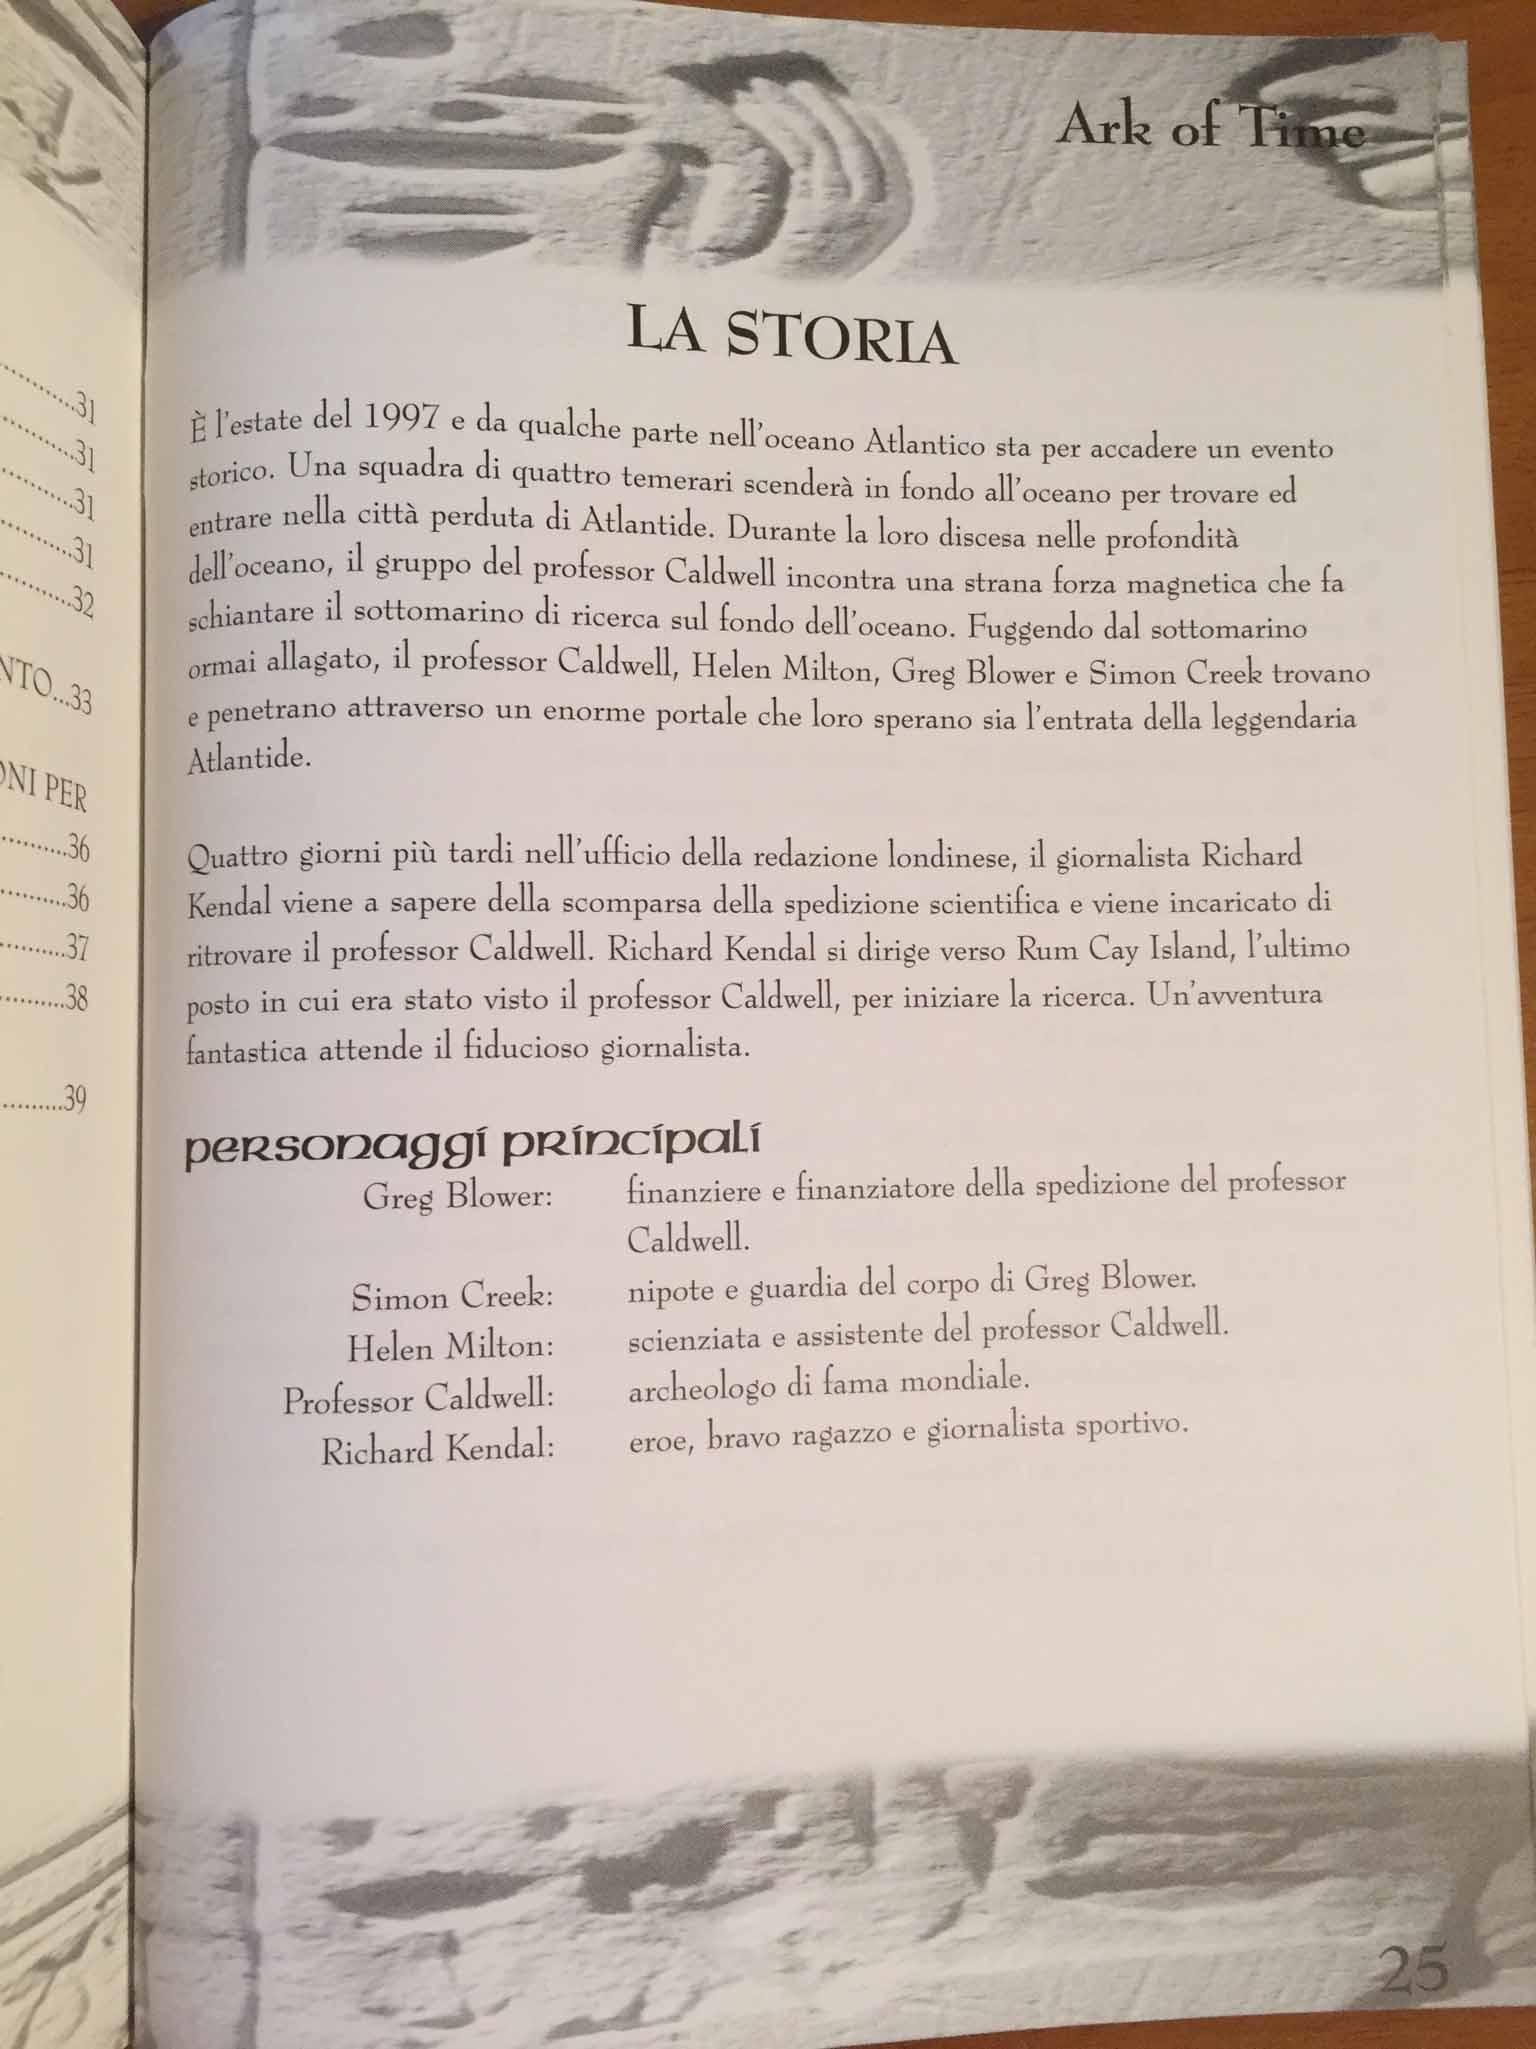 31
31
31
31
32
NTO...33
ONI PER
36
36
37
38
39
Ark of Time
LA STORIA
È l'estate del 1997 e da qualche parte nell'oceano Atlantico sta per accadere un evento
storico. Una squadra di quattro temerari scenderà in fondo all'oceano per trovare ed
entrare nella città perduta di Atlantide. Durante la loro discesa nelle profondità
dell'oceano, il gruppo del professor Caldwell incontra una strana forza magnetica che fa
schiantare il sottomarino di ricerca sul fondo dell'oceano. Fuggendo dal sottomarino
ormai allagato, il professor Caldwell, Helen Milton, Greg Blower e Simon Creek trovano
e penetrano attraverso un enorme portale che loro sperano sia l'entrata della leggendaria
Atlantide.
Quattro giorni più tardi nell'ufficio della redazione londinese, il giornalista Richard
Kendal viene a sapere della scomparsa della spedizione scientifica e viene incaricato di
ritrovare il professor Caldwell. Richard Kendal si dirige verso Rum Cay Island, l'ultimo
posto in cui era stato visto il professor Caldwell, per iniziare la ricerca. Un'avventura
fantastica attende il fiducioso giornalista.
personaggi principali
Greg Blower: finanziere e finanziatore della spedizione del professor
Caldwell.
Simon Creek: nipote e guardia del corpo di Greg Blower.
Helen Milton: scienziata e assistente del professor Caldwell.
Professor Caldwell: archeologo di fama mondiale.
Richard Kendal: eroe, bravo ragazzo e giornalista sportivo.
25